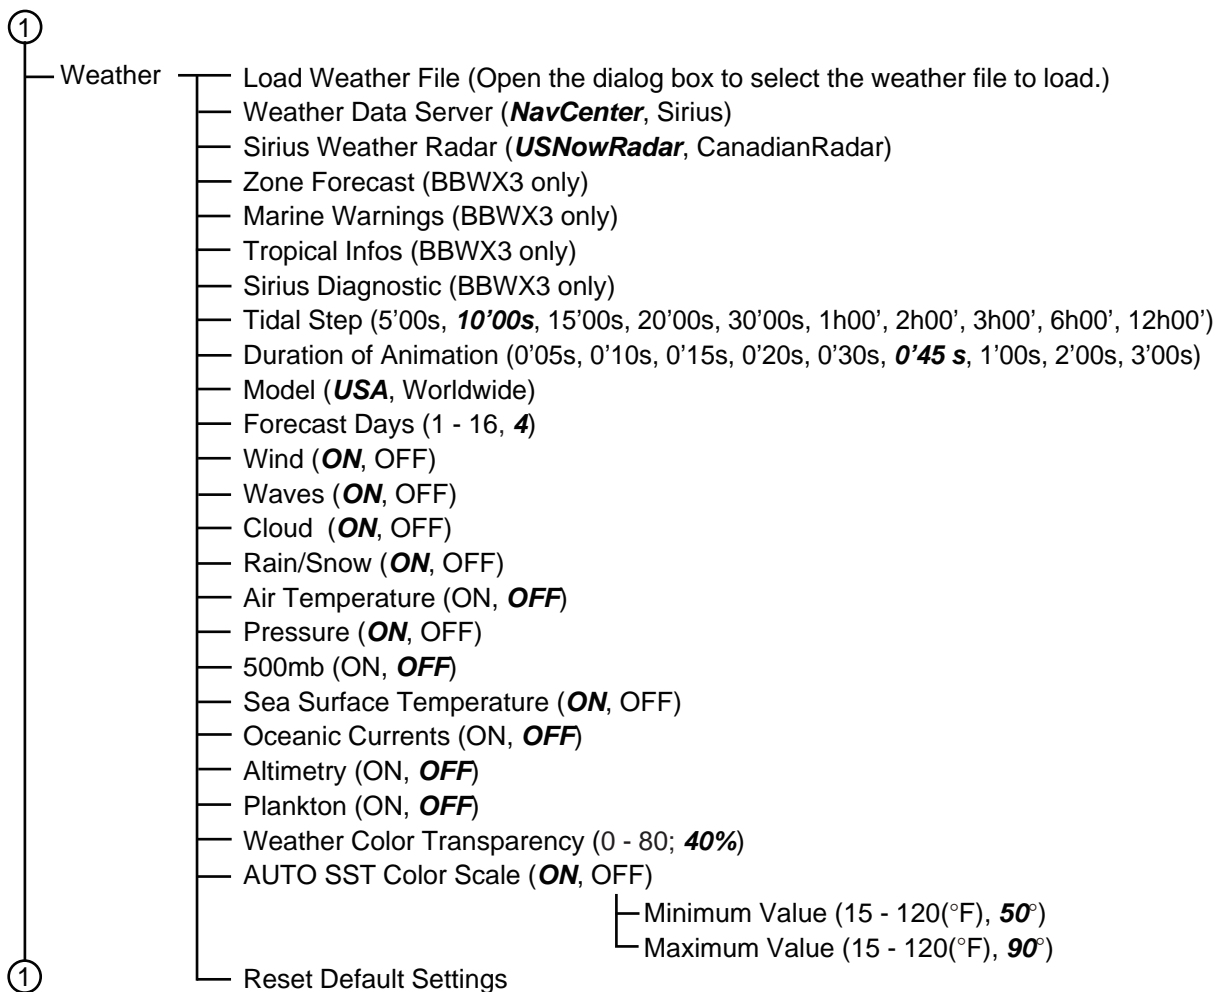 1
Weather
Load Weather File (Open the dialog box to select the weather file to load.)
Weather Data Server (NavCenter, Sirius)
Sirius Weather Radar (USNowRadar, CanadianRadar)
Zone Forecast (BBWX3 only)
Marine Warnings (BBWX3 only)
Tropical Infos (BBWX3 only)
Sirius Diagnostic (BBWX3 only)
Tidal Step (5’00s, 10’00s, 15’00s, 20’00s, 30’00s, 1h00’, 2h00’, 3h00’, 6h00’, 12h00’)
Duration of Animation (0’05s, 0’10s, 0’15s, 0’20s, 0’30s, 0’45 s, 1’00s, 2’00s, 3’00s)
Model (USA, Worldwide)
Forecast Days (1 - 16, 4)
Wind (ON, OFF)
Waves (ON, OFF)
Cloud  (ON, OFF)
Rain/Snow (ON, OFF)
Air Temperature (ON, OFF)
Pressure (ON, OFF)
500mb (ON, OFF)
Sea Surface Temperature (ON, OFF)
Oceanic Currents (ON, OFF)
Altimetry (ON, OFF)
Plankton (ON, OFF)
Weather Color Transparency (0 - 80; 40%)
AUTO SST Color Scale (ON, OFF)
Minimum Value (15 - 120(°F), 50°)
Maximum Value (15 - 120(°F), 90°)
1
Reset Default Settings